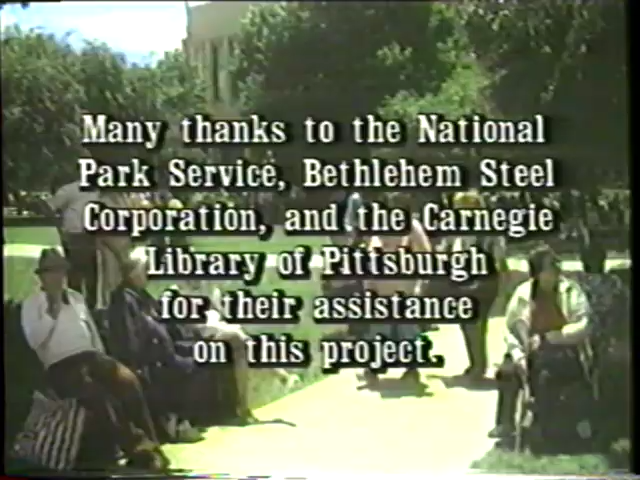 Many thanks to the National
Park Service, Bethlehem Steel
Corporation, and the Carnegie
Library of Pittsburgh
for their assistance
on this project.